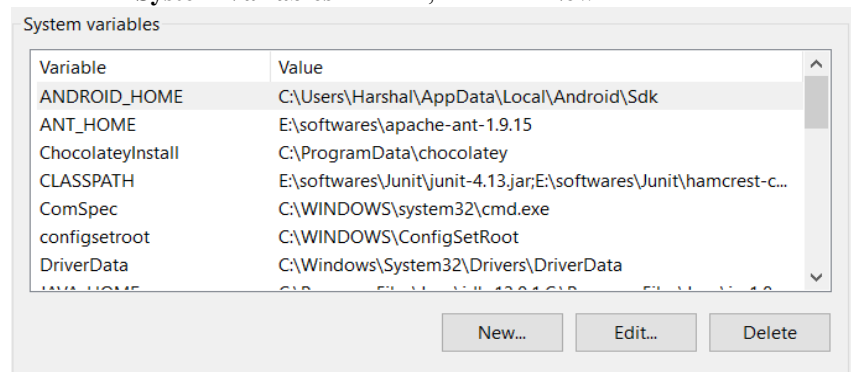 System variables
Variable Value
ANDROID_HOME C:\Users\Harshal\AppData\Local\Android\Sdk
ANT_HOME E:\softwares\apache-ant-1.9.15
ChocolateyInstall C:\ProgramData\chocolatey
CLASSPATH E:\softwares\Junit\junit-4.13.jar;E:\softwares\Junit\hamcrest-c...
ComSpec C:\WINDOWS\system32\cmd.exe
configsetroot C:\WINDOWS\ConfigSetRoot
DriverData C:\Windows\System32\Drivers\DriverData
New... Edit... Delete